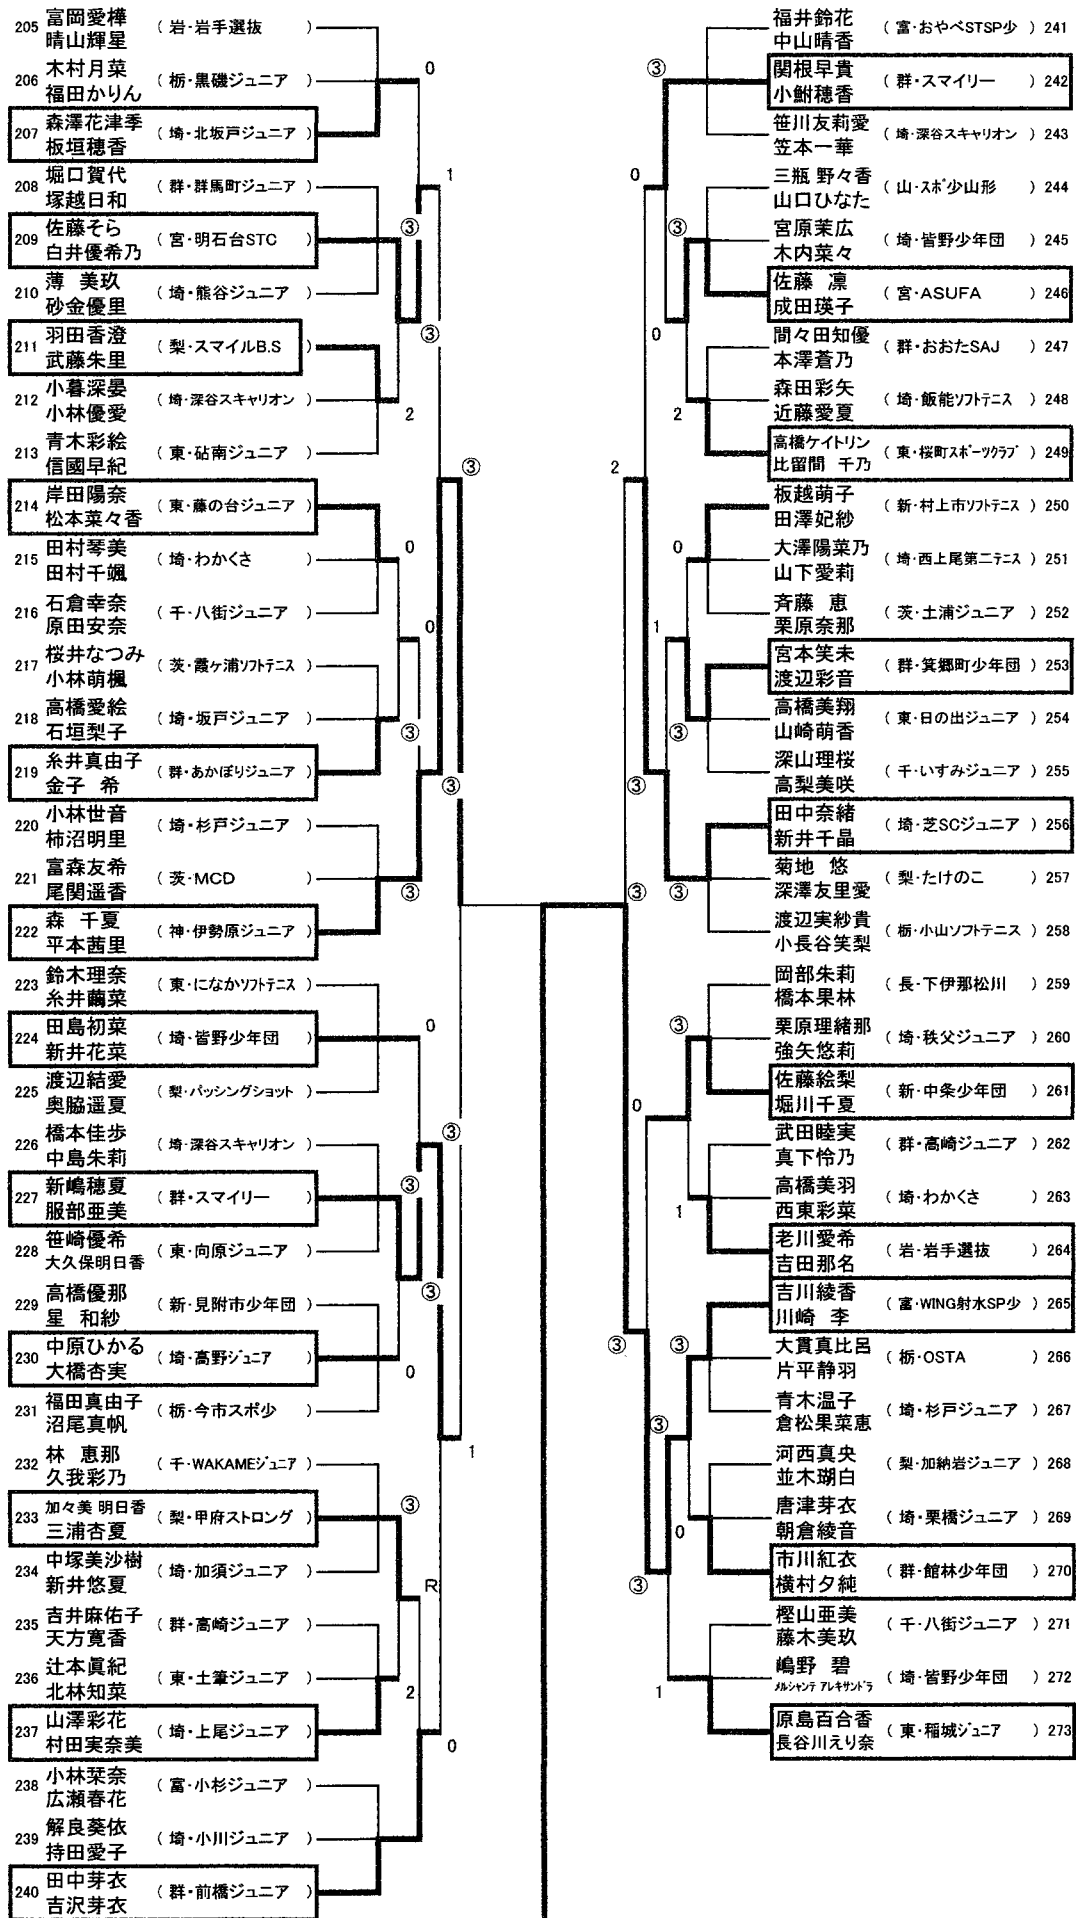 205 富岡愛樺 (岩・岩手選抜)
晴山輝星
206 木村月菜 (栃・黒磯ジュニア)
福田かりん
207 森澤花津季 (埼・北坂戸ジュニア)
板垣穂香
208 堀口賀代 (群・群馬町ジュニア)
塚越日和
209 佐藤そら (宮・明石台STC)
白井優希乃
210 薄 美玖 (埼・熊谷ジュニア)
砂金優里
211 羽田香澄 (梨・スマイルB.S)
武藤朱里
212 小暮深晏 (埼・深谷スキャリオン)
小林優愛
213 青木彩絵 (東・砧南ジュニア)
信國早紀
214 岸田陽奈 (東・藤の台ジュニア)
松本菜々香
215 田村琴美 (埼・わかくさ)
田村千颯
216 石倉幸奈 (千・八街ジュニア)
原田安奈
217 桜井なつみ (茨・霞ヶ浦ソフトテニス)
小林萌楓
218 高橋愛絵 (埼・坂戸ジュニア)
石垣梨子
219 糸井真由子 (群・あかぼりジュニア)
金子 希
220 小林世音 (埼・杉戸ジュニア)
柿沼明里
221 富森友希 (茨・MCD)
尾関遥香
222 森 千夏 (神・伊勢原ジュニア)
平本茜里
223 鈴木理奈 (東・になかソフトテニス)
糸井繭菜
224 田島初菜 (埼・皆野少年団)
新井花菜
225 渡辺結愛 (梨・パッシングショット)
奥脇遥夏
226 橋本佳歩 (埼・深谷スキャリオン)
中島朱莉
227 新嶋穂夏 (群・スマイリー)
服部亜美
228 笹崎優希 (東・向原ジュニア)
大久保明日香
229 高橋優那 (新・見附市少年団)
星 和紗
230 中原ひかる (埼・高野ジュニア)
大橋杏実
231 福田真由子 (栃・今市スポ少)
沼尾真帆
232 林 恵那 (千・WAKAMEジュニア)
久我彩乃
233 加々美 明日香 (梨・甲府ストロング)
三浦杏夏
234 中塚美沙樹 (埼・加須ジュニア)
新井悠夏
235 吉井麻佑子 (群・高崎ジュニア)
天方寛香
236 辻本眞紀 (東・土筆ジュニア)
北林知菜
237 山澤彩花 (埼・上尾ジュニア)
村田実奈美
238 小林栞奈 (富・小杉ジュニア)
広瀬春花
239 解良葵依 (埼・小川ジュニア)
持田愛子
240 田中芽衣 (群・前橋ジュニア)
吉沢芽衣
0
1
③
③
2
③
0
0
③
③
③
0
③
③
③
0
1
③
R
2
0
福井鈴花 (富・おやべSTSP少) 241
中山晴香
関根早貴 (群・スマイリー) 242
小鮒穂香
笹川友莉愛 (埼・深谷スキャリオン) 243
笠本一華
三瓶 野々香 (山・スポ少山形) 244
山口ひなた
宮原茉広 (埼・皆野少年団) 245
木内菜々
佐藤 凛 (宮・ASUFA) 246
成田瑛子
間々田知優 (群・おおたSAJ) 247
本澤蒼乃
森田彩矢 (埼・飯能ソフトテニス) 248
近藤愛夏
高橋ケイトリン (東・桜町スポーツクラブ) 249
比留間 千乃
板越萌子 (新・村上市ソフトテニス) 250
田澤妃紗
大澤陽菜乃 (埼・西上尾第二テニス) 251
山下愛莉
斉藤 恵 (茨・土浦ジュニア) 252
栗原奈那
宮本笑未 (群・箕郷町少年団) 253
渡辺彩音
高橋美翔 (東・日の出ジュニア) 254
山崎萌香
深山理桜 (千・いすみジュニア) 255
高梨美咲
田中奈緒 (埼・芝SCジュニア) 256
新井千晶
菊地 悠 (梨・たけのこ) 257
深澤友里愛
渡辺実紗貴 (栃・小山ソフトテニス) 258
小長谷笑梨
岡部朱莉 (長・下伊那松川) 259
橋本果林
栗原理緒那 (埼・秩父ジュニア) 260
強矢悠莉
佐藤絵梨 (新・中条少年団) 261
堀川千夏
武田睦実 (群・高崎ジュニア) 262
真下怜乃
高橋美羽 (埼・わかくさ) 263
西東彩菜
老川愛希 (岩・岩手選抜) 264
吉田那名
吉川綾香 (富・WING射水SP少) 265
川崎 李
大貫真比呂 (栃・OSTA) 266
片平静羽
青木温子 (埼・杉戸ジュニア) 267
倉松果菜恵
河西真央 (梨・加納岩ジュニア) 268
並木瑚白
唐津芽衣 (埼・栗橋ジュニア) 269
朝倉綾音
市川紅衣 (群・館林少年団) 270
横村夕純
樫山亜美 (千・八街ジュニア) 271
藤木美玖
嶋野 碧 (埼・皆野少年団) 272
メルシャンテ アレキサンドラ
原島百合香 (東・稲城ジュニア) 273
長谷川えり奈
③
0
③
0
2
2
0
1
③
③
③
③
③
0
1
③
③
③
0
③
1